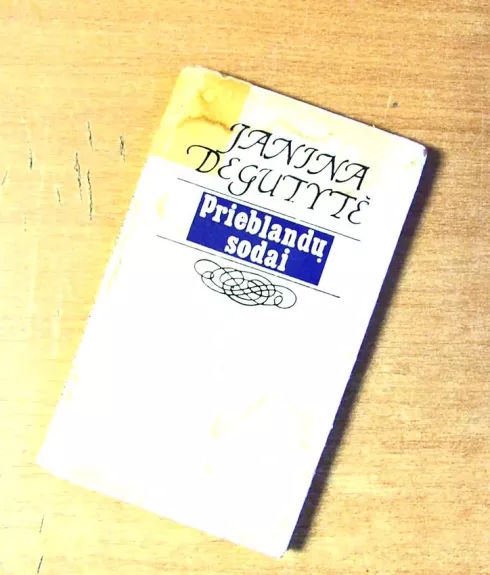 JANINA
DEGUTYTĖ
Prieblandų
sodai